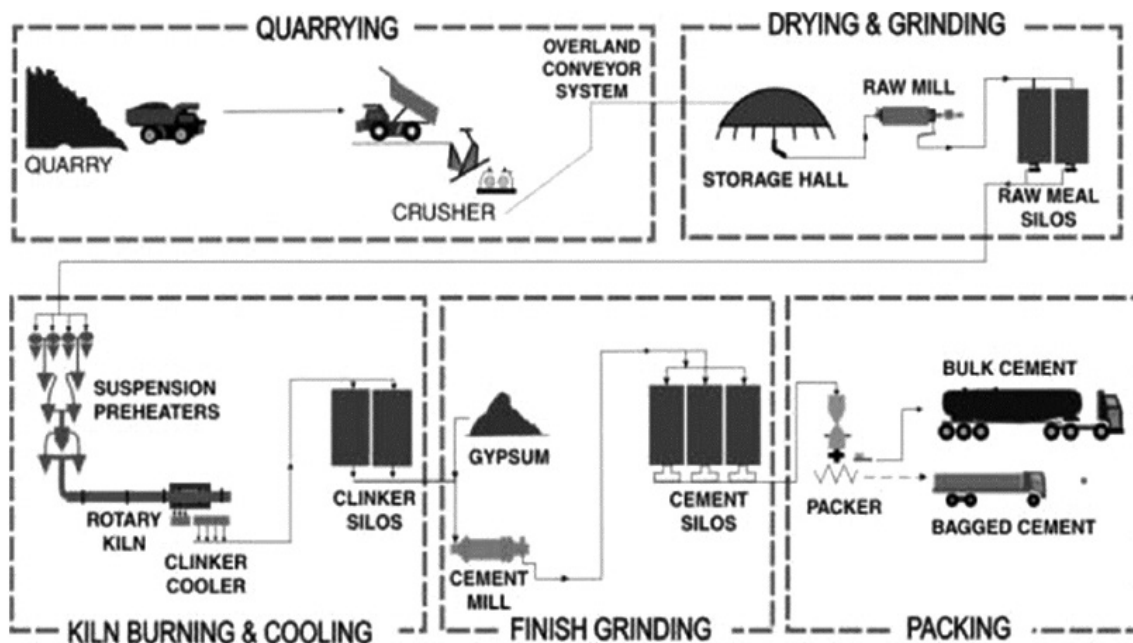 QUARRYING
OVERLAND
CONVEYOR
SYSTEM
QUARRY
CRUSHER
DRYING & GRINDING
RAW MILL
STORAGE HALL
RAW MEAL
SILOS
SUSPENSION
PREHEATERS
ROTARY
KILN
CLINKER
COOLER
CLINKER
SILOS
KILN BURNING & COOLING
GYPSUM
CEMENT
MILL
CEMENT
SILOS
FINISH GRINDING
BULK CEMENT
PACKER
BAGGED CEMENT
PACKING